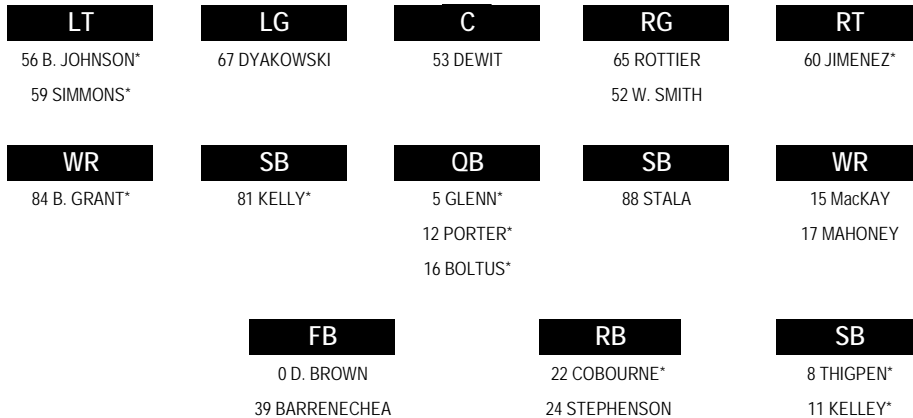 LT LG C RG RT
56 B. JOHNSON* 67 DYAKOWSKI 53 DEWIT 65 ROTTIER 60 JIMENEZ*
59 SIMMONS* 52 W. SMITH
WR SB QB SB WR
84 B. GRANT* 81 KELLY* 5 GLENN* 88 STALA 15 MacKAY
12 PORTER* 17 MAHONEY
16 BOLTUS*
FB RB SB
0 D. BROWN 22 COBOURNE* 8 THIGPEN*
39 BARRENECHEA 24 STEPHENSON 11 KELLEY*